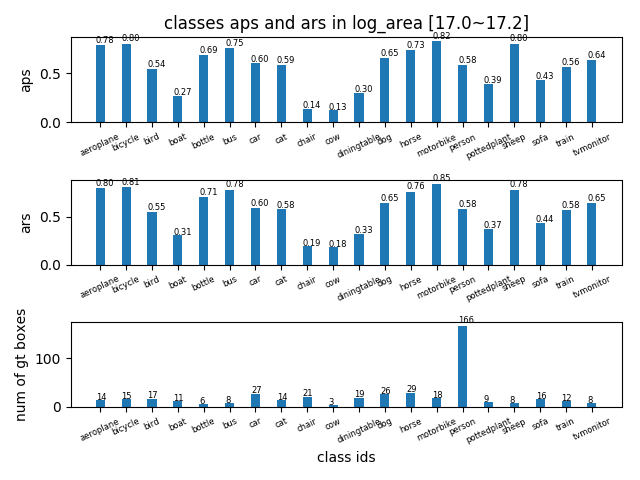 classes aps and ars in log_area [17.0~17.2]
aps
0.5
0.0
0.78 0.80 0.54 0.27 0.69 0.75 0.60 0.59 0.14 0.13 0.30 0.65 0.73 0.82 0.58 0.39 0.80 0.43 0.56 0.64
aeroplane bicycle bird boat bottle bus car cat chair cow diningtable dog horse motorbike person pottedplant sheep sofa train tvmonitor
ars
0.5
0.0
0.80 0.81 0.55 0.31 0.71 0.78 0.60 0.58 0.19 0.18 0.33 0.65 0.76 0.85 0.58 0.37 0.78 0.44 0.58 0.65
aeroplane bicycle bird boat bottle bus car cat chair cow diningtable dog horse motorbike person pottedplant sheep sofa train tvmonitor
num of gt boxes
100
0
14 15 17 11 6 8 27 14 21 3 19 26 29 18 166 9 8 16 12 8
aeroplane bicycle bird boat bottle bus car cat chair cow diningtable dog horse motorbike person pottedplant sheep sofa train tvmonitor
class ids